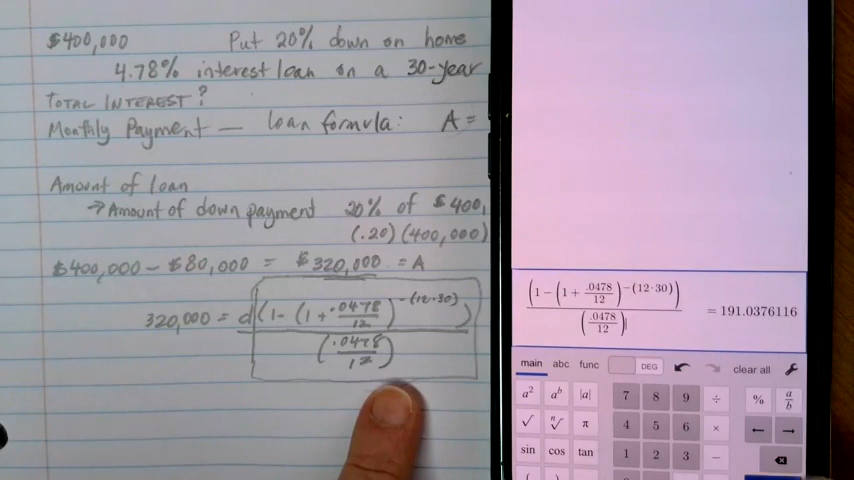 $400,000 Put 20% down on home
4.78% interest loan on a 30-year
TOTAL INTEREST?
Monthly Payment — loan formula: A =
Amount of loan
→ Amount of down payment 20% of $400,
(.20)(400,000)
$400,000 - $80,000 = $320,000 = A
320,000 = d(1 - (1 + .0478/12)^-(12·30)) / (.0478/12)
(1 - (1 + .0478/12)^-(12·30)) / (.0478/12) = 191.0376116
main abc func DEG clear all
a² aᵇ |a| 7 8 9 ÷ % a/b
√ ⁿ√ π 4 5 6 × ← →
sin cos tan 1 2 3 −